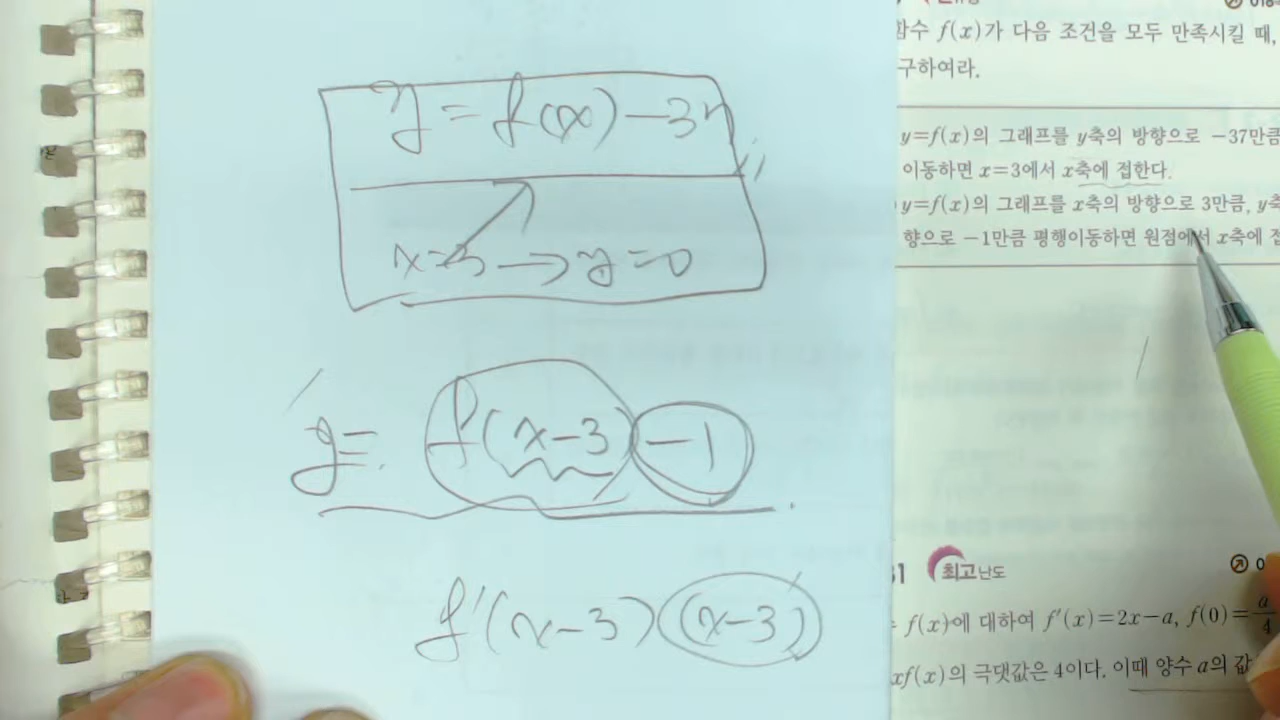 함수 f(x)가 다음 조건을 모두 만족시킬 때,
구하여라.
y=f(x)의 그래프를 y축의 방향으로 -37만큼
이동하면 x=3에서 x축에 접한다.
y=f(x)의 그래프를 x축의 방향으로 3만큼, y축
향으로 -1만큼 평행이동하면 원점에서 x축에 접
y = f(x) -3
x=3 → y=0
y= f(x-3) -1
f'(x-3)(x-3)'
최고난도
f(x)에 대하여 f'(x)=2x-a, f(0)=a/4
xf(x)의 극댓값은 4이다. 이때 양수 a의 값